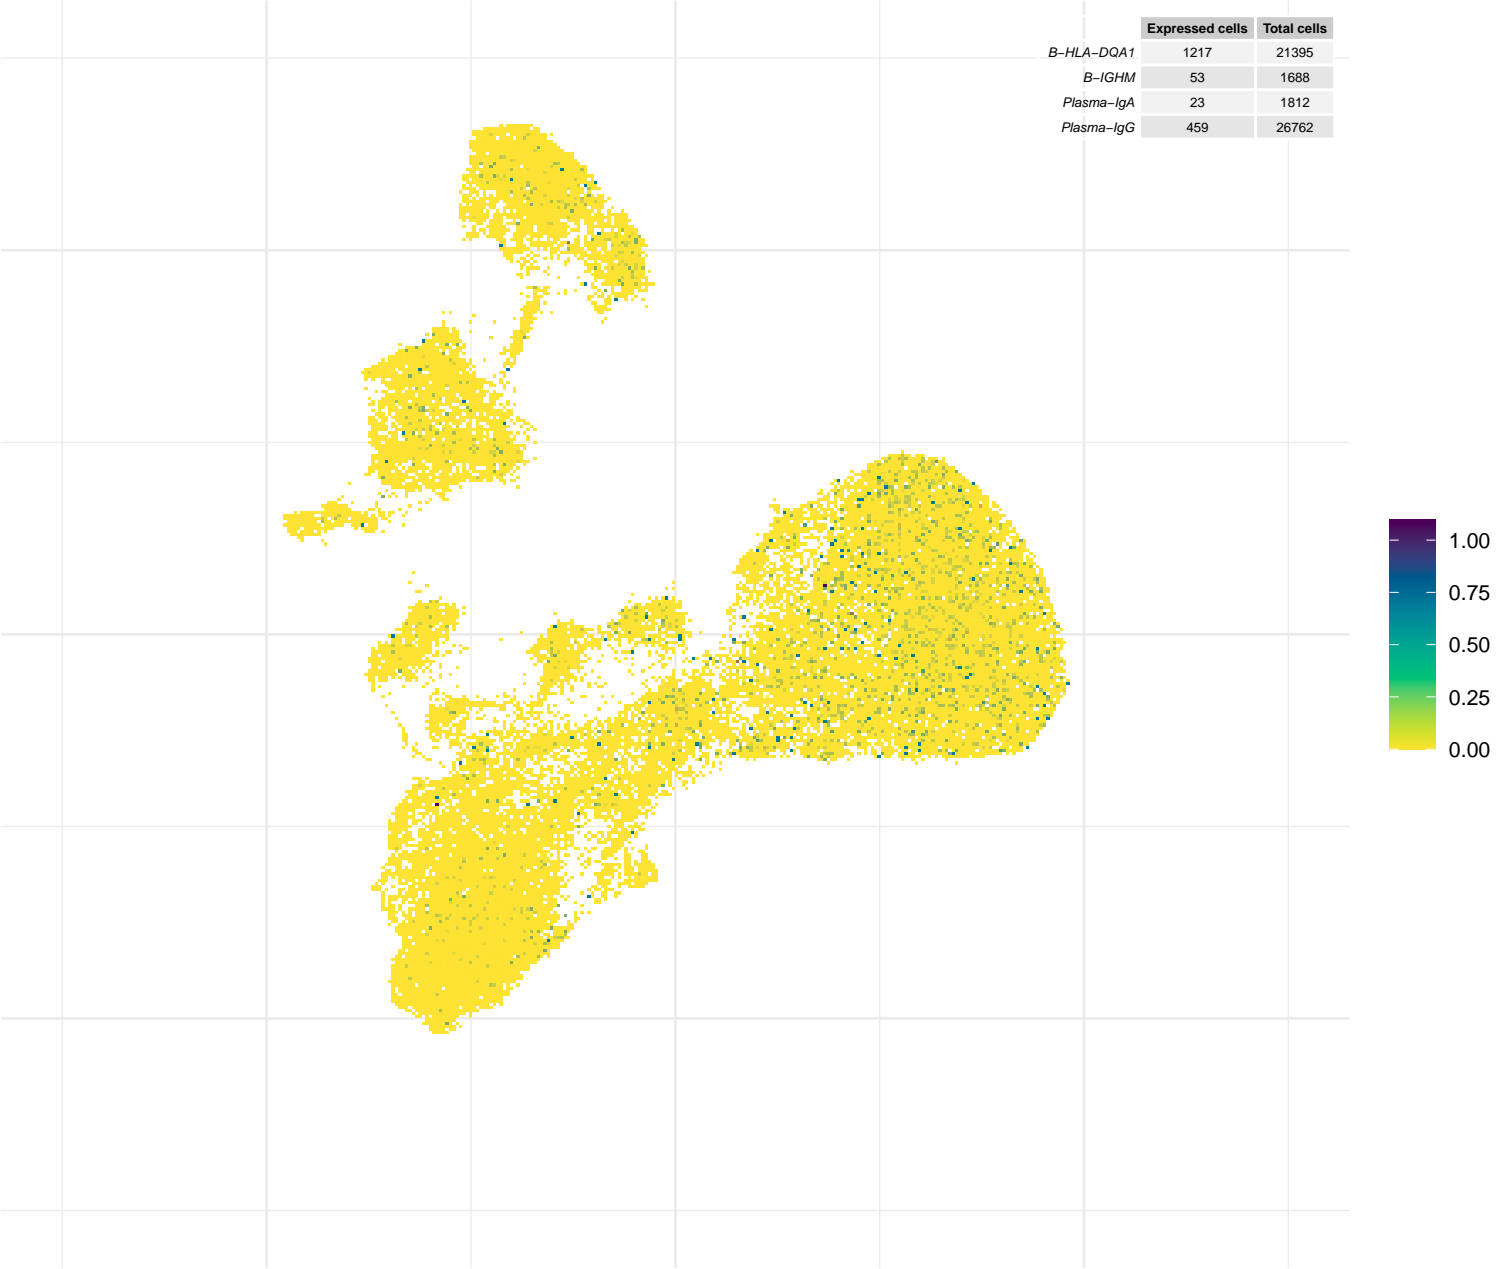 Expressed cells Total cells
B−HLA−DQA1 1217 21395
B−IGHM 53 1688
Plasma−IgA 23 1812
Plasma−IgG 459 26762
1.00
0.75
0.50
0.25
0.00